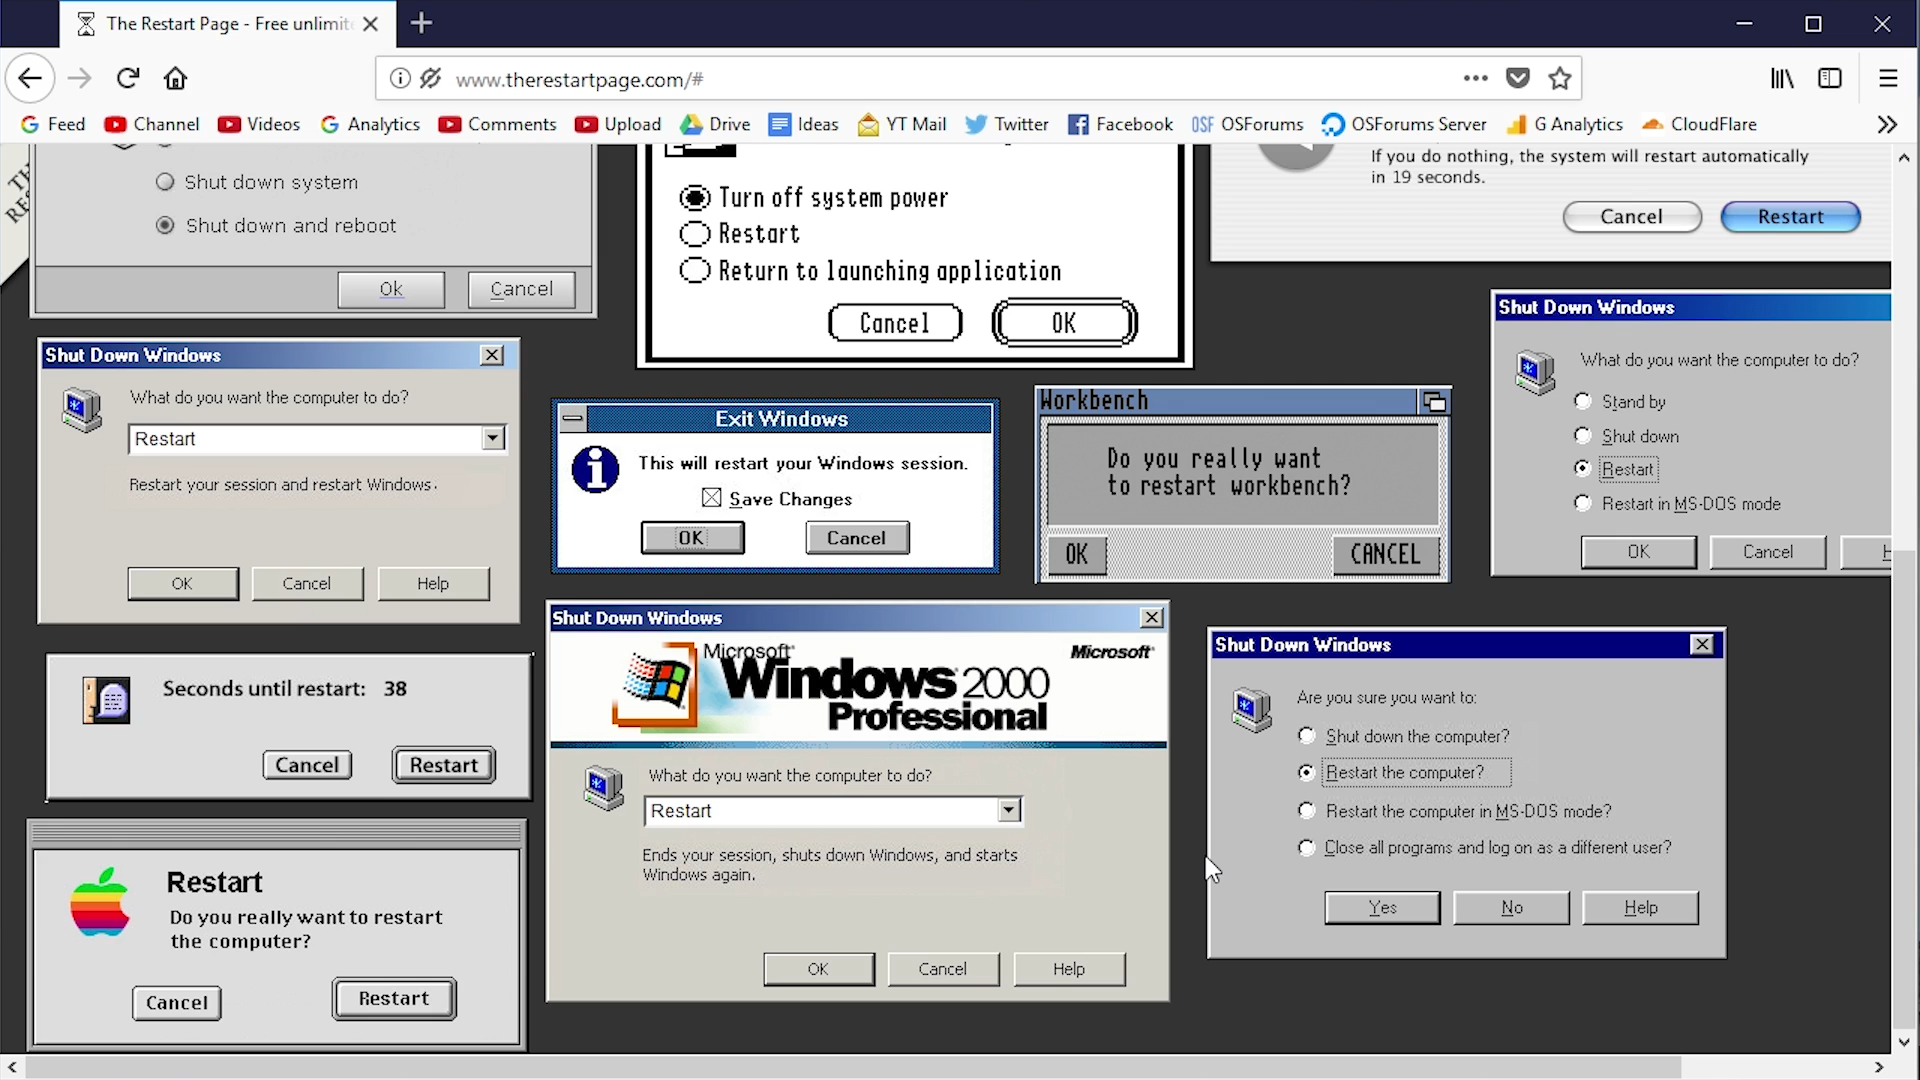 The Restart Page - Free unlimite
www.therestartpage.com/#
Feed
Channel
Videos
Analytics
Comments
Upload
Drive
Ideas
YT Mail
Twitter
Facebook
OSF OSForums
OSForums Server
G Analytics
CloudFlare
Shut down system
Shut down and reboot
Ok
Cancel
Turn off system power
Restart
Return to launching application
Cancel
OK
If you do nothing, the system will restart automatically
in 19 seconds.
Cancel
Restart
Shut Down Windows
What do you want the computer to do?
Restart
Restart your session and restart Windows.
OK
Cancel
Help
Exit Windows
This will restart your Windows session.
Save Changes
OK
Cancel
Workbench
Do you really want
to restart workbench?
OK
CANCEL
Shut Down Windows
What do you want the computer to do?
Stand by
Shut down
Restart
Restart in MS-DOS mode
OK
Cancel
Seconds until restart: 38
Cancel
Restart
Shut Down Windows
Microsoft
Windows 2000
Professional
Microsoft
What do you want the computer to do?
Restart
Ends your session, shuts down Windows, and starts
Windows again.
OK
Cancel
Help
Shut Down Windows
Are you sure you want to:
Shut down the computer?
Restart the computer?
Restart the computer in MS-DOS mode?
Close all programs and log on as a different user?
Yes
No
Help
Restart
Do you really want to restart
the computer?
Cancel
Restart